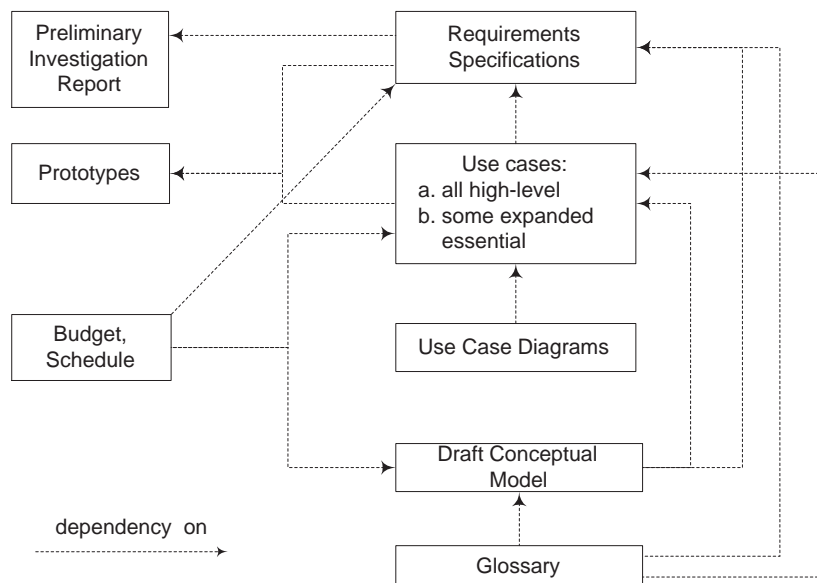 Preliminary
Investigation
Report
Requirements
Specifications
Prototypes
Use cases:
a. all high-level
b. some expanded
essential
Budget,
Schedule
Use Case Diagrams
Draft Conceptual
Model
dependency on
Glossary